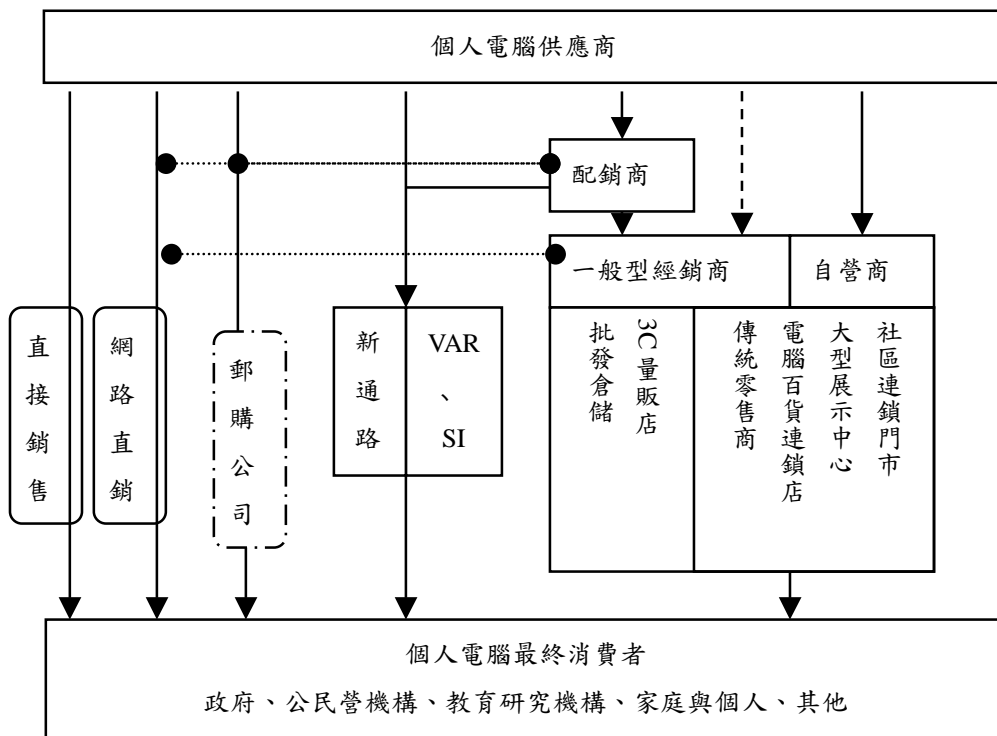 個人電腦供應商
配銷商
一般型經銷商
自營商
直接銷售
網路直銷
郵購公司
新通路
VAR
、
SI
批發倉儲
3C量販店
傳統零售商
電腦百貨連鎖店
大型展示中心
社區連鎖門市
個人電腦最終消費者
政府、公民營機構、教育研究機構、家庭與個人、其他